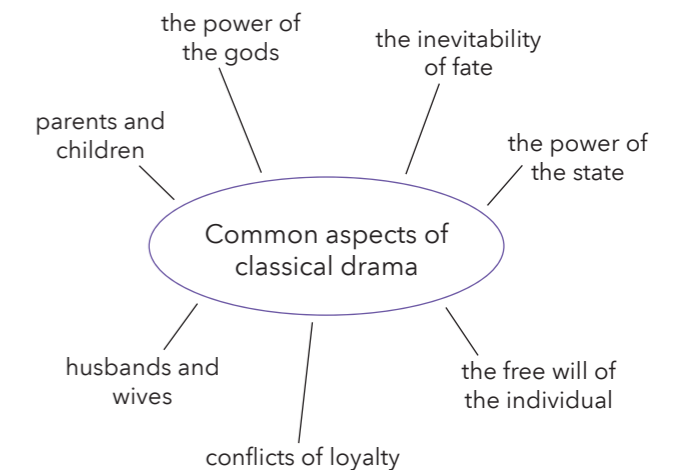 the power of
the gods
the inevitability
of fate
parents and
children
the power of
the state
Common aspects of
classical drama
husbands and
wives
the free will of
the individual
conflicts of loyalty